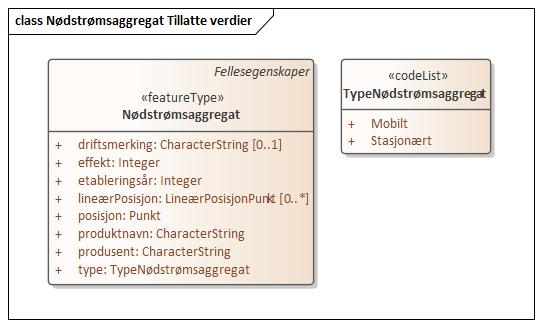 class Nødstrømsaggregat Tillatte verdier
Fellesegenskaper
«featureType»
Nødstrømsaggregat
+ driftsmerking: CharacterString [0..1]
+ effekt: Integer
+ etableringsår: Integer
+ lineærPosisjon: LineærPosisjonPunkt [0..*]
+ posisjon: Punkt
+ produktnavn: CharacterString
+ produsent: CharacterString
+ type: TypeNødstrømsaggregat
«codeList»
TypeNødstrømsaggregat
+ Mobilt
+ Stasjonært